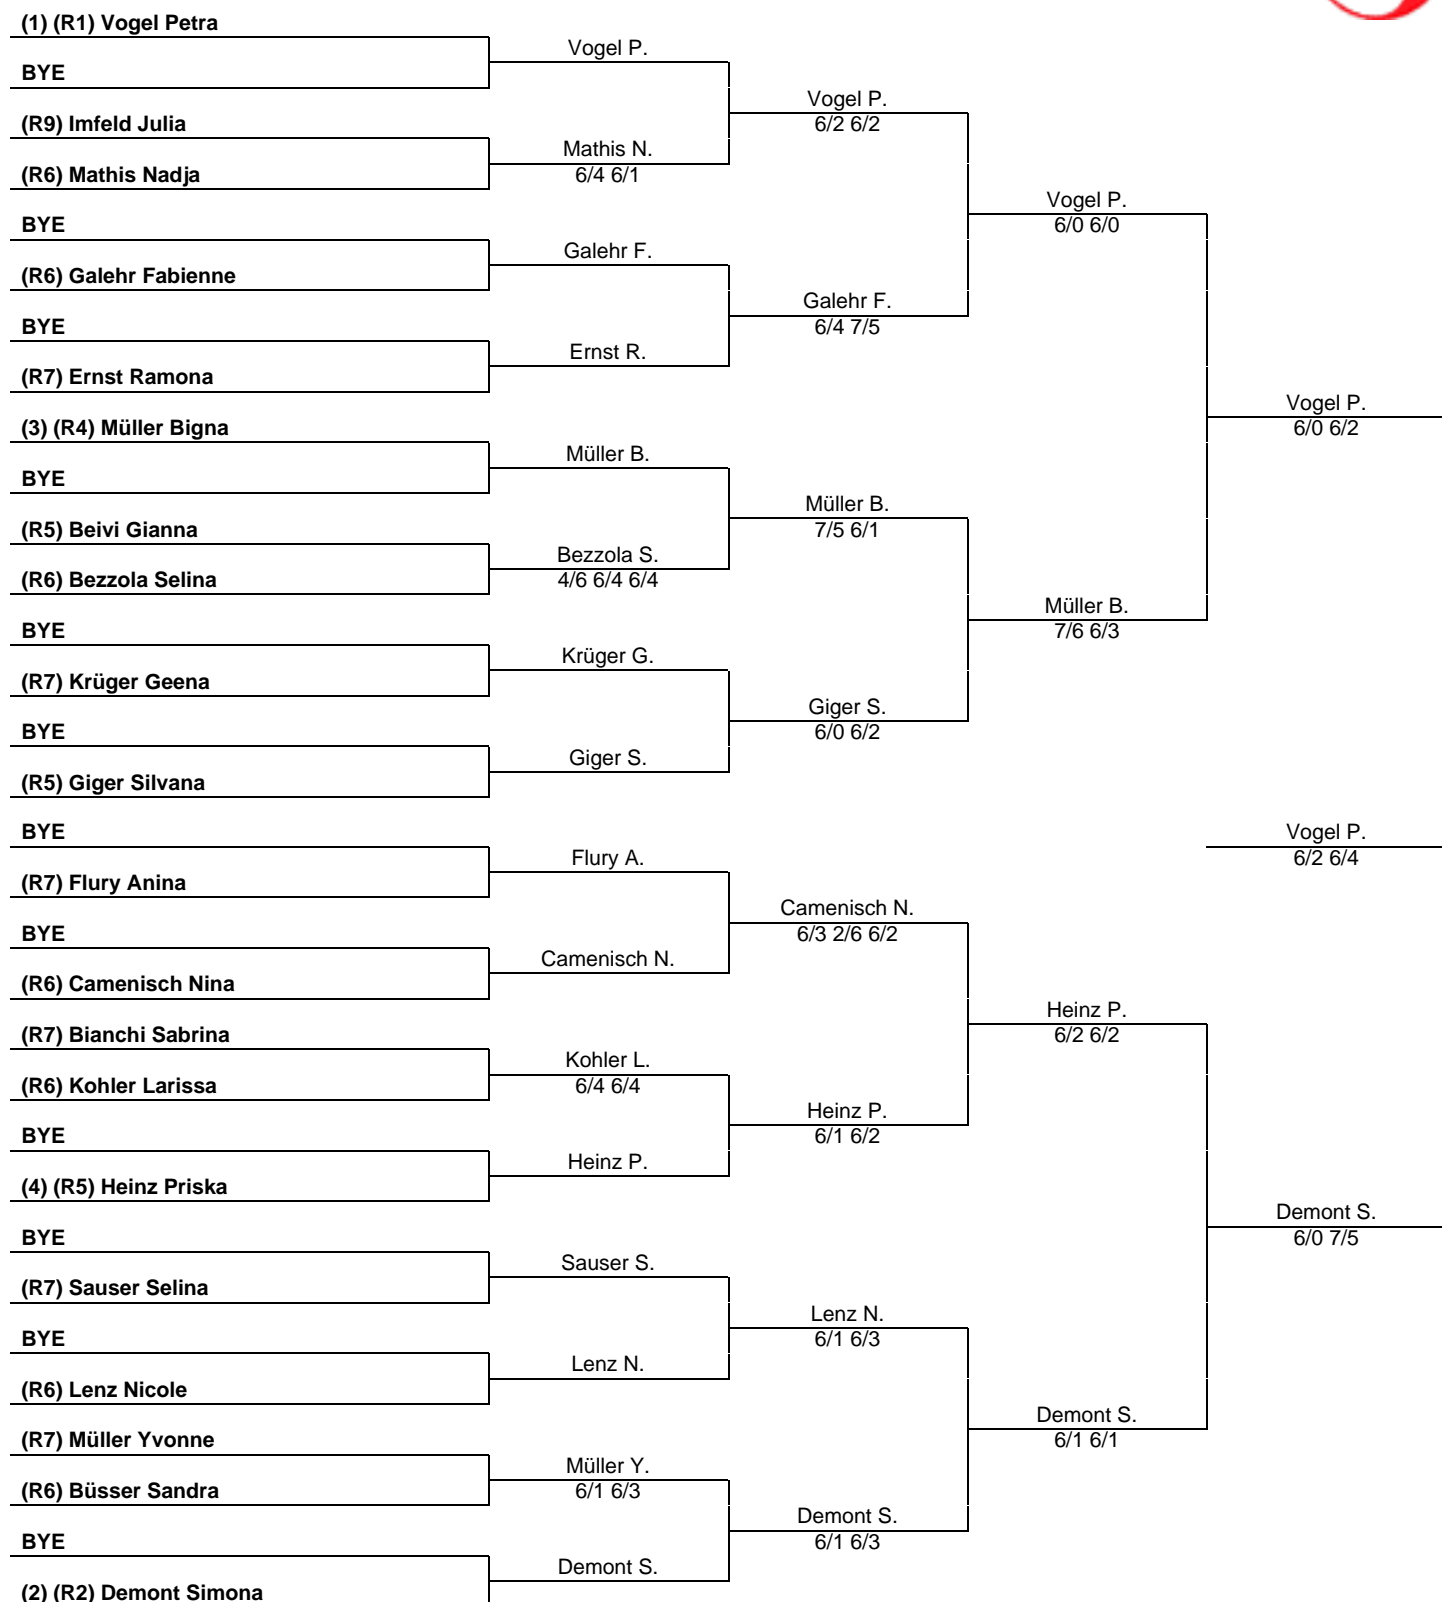 (1) (R1) Vogel Petra
BYE
(R9) Imfeld Julia
(R6) Mathis Nadja
BYE
(R6) Galehr Fabienne
BYE
(R7) Ernst Ramona
(3) (R4) Müller Bigna
BYE
(R5) Beivi Gianna
(R6) Bezzola Selina
BYE
(R7) Krüger Geena
BYE
(R5) Giger Silvana
BYE
(R7) Flury Anina
BYE
(R6) Camenisch Nina
(R7) Bianchi Sabrina
(R6) Kohler Larissa
BYE
(4) (R5) Heinz Priska
BYE
(R7) Sauser Selina
BYE
(R6) Lenz Nicole
(R7) Müller Yvonne
(R6) Büsser Sandra
BYE
(2) (R2) Demont Simona
Vogel P.
Mathis N.
6/4 6/1
Galehr F.
Ernst R.
Müller B.
Bezzola S.
4/6 6/4 6/4
Krüger G.
Giger S.
Flury A.
Camenisch N.
Kohler L.
6/4 6/4
Heinz P.
Sauser S.
Lenz N.
Müller Y.
6/1 6/3
Demont S.
Vogel P.
6/2 6/2
Galehr F.
6/4 7/5
Müller B.
7/5 6/1
Giger S.
6/0 6/2
Camenisch N.
6/3 2/6 6/2
Heinz P.
6/1 6/2
Lenz N.
6/1 6/3
Demont S.
6/1 6/3
Vogel P.
6/0 6/0
Müller B.
7/6 6/3
Heinz P.
6/2 6/2
Demont S.
6/1 6/1
Vogel P.
6/0 6/2
Vogel P.
6/2 6/4
Demont S.
6/0 7/5